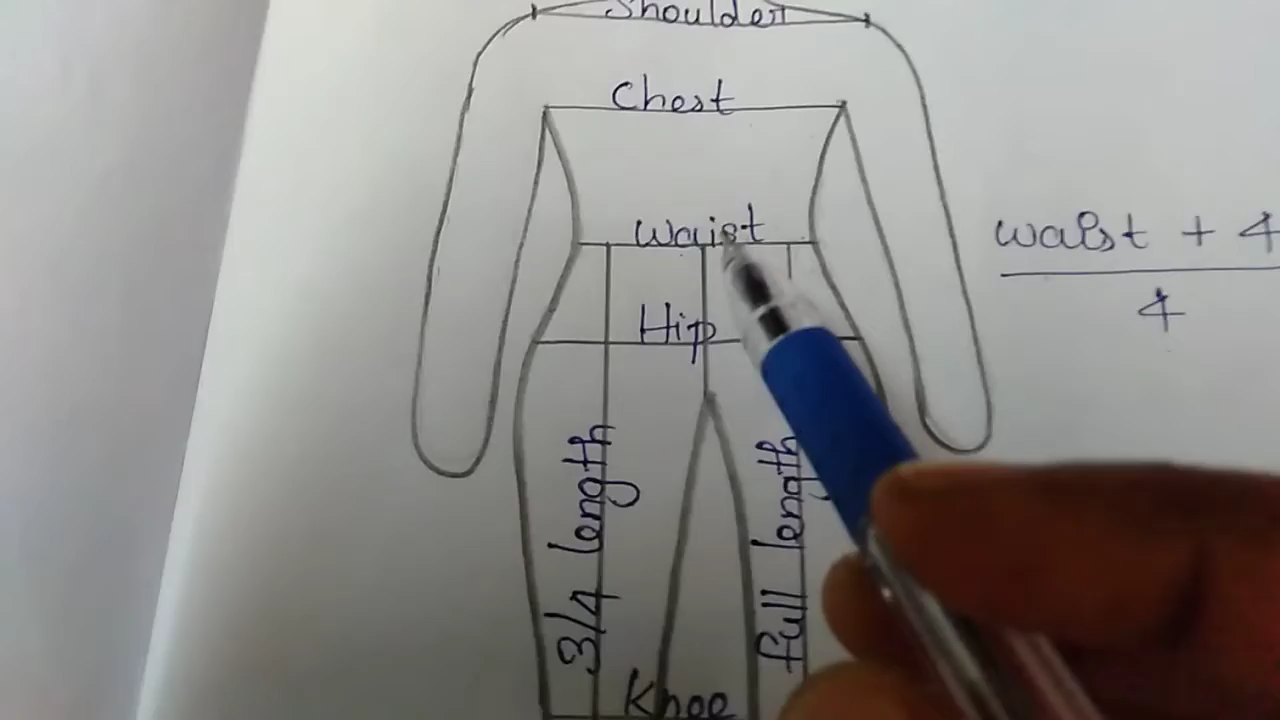 Shoulder
Chest
Waist
waist + 4
4
Hip
3/4 length
full length
Knee